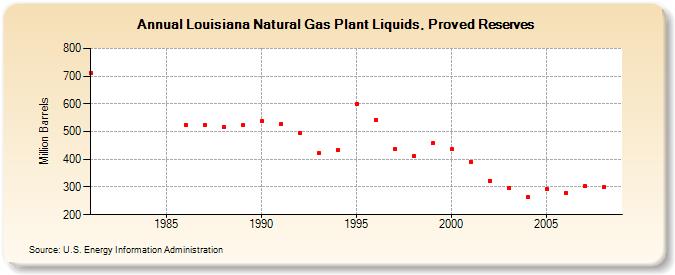 Annual Louisiana Natural Gas Plant Liquids, Proved Reserves
Million Barrels
800
700
600
500
400
300
200
1985 1990 1995 2000 2005
Source: U.S. Energy Information Administration